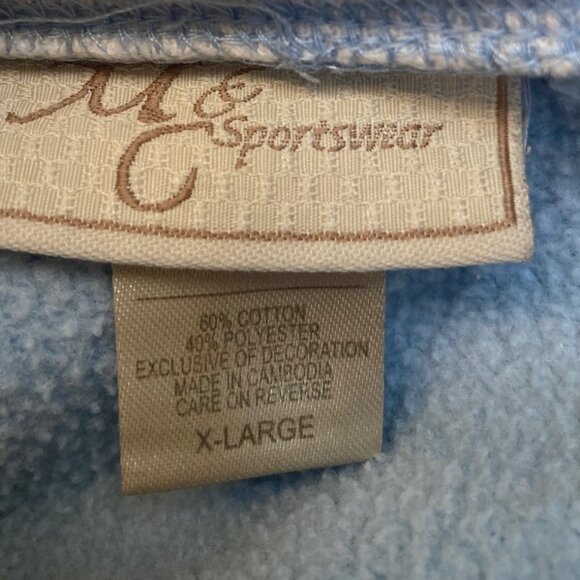 M&C Sportswear
60% COTTON
40% POLYESTER
EXCLUSIVE OF DECORATION
MADE IN CAMBODIA
CARE ON REVERSE
X-LARGE